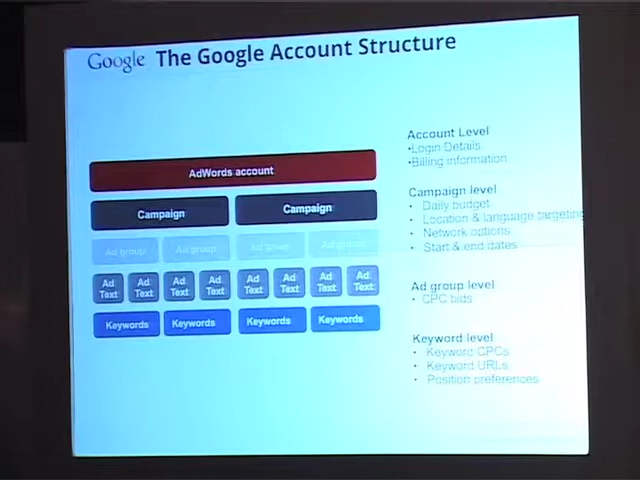 Google The Google Account Structure
AdWords account
Campaign Campaign
Ad group Ad group Ad group Ad group
Ad Text Ad Text Ad Text Ad Text Ad Text Ad Text Ad Text Ad Text
Keywords Keywords Keywords Keywords
Account Level
•Login Details
•Billing information
Campaign level
• Daily budget
• Location & language targeting
• Network options
• Start & end dates
Ad group level
• CPC bids
Keyword level
• Keyword CPCs
• Keyword URLs
• Position preferences